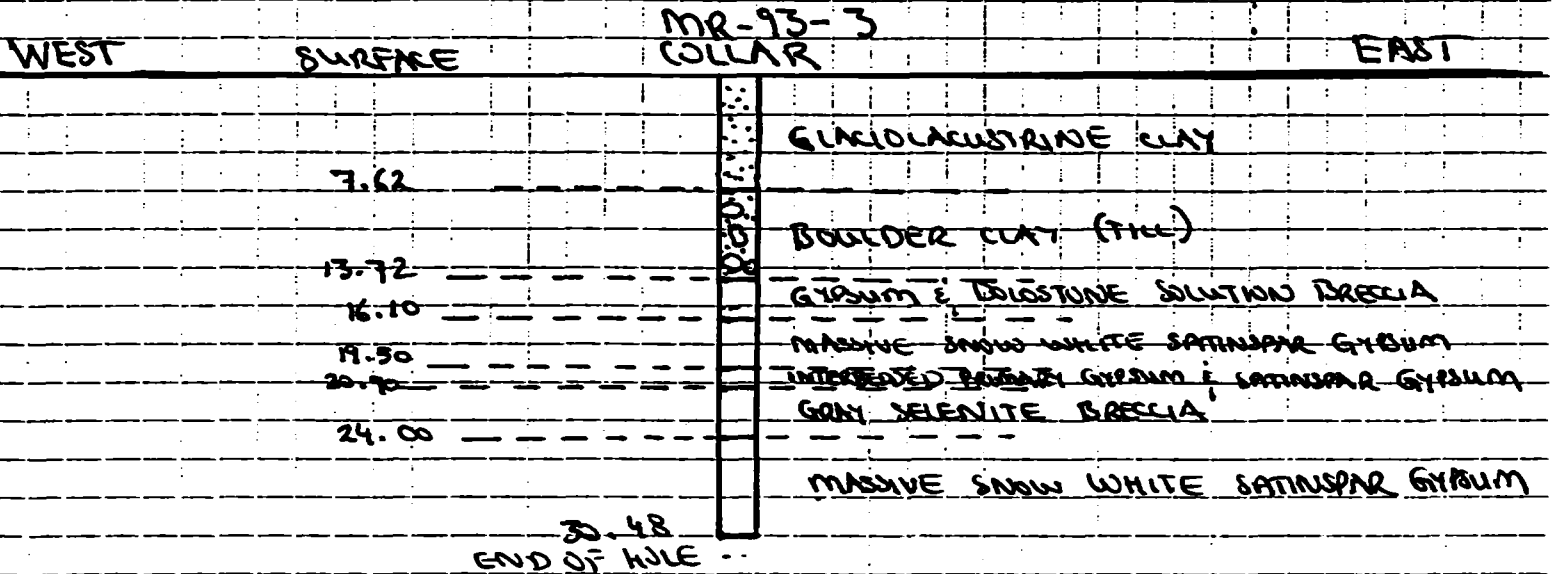 MR-93-3
WEST SURFACE COLLAR EAST
GLACIOLACUSTRINE CLAY
7.62
BOULDER CLAY (TILL)
13.72
GYPSUM & DOLOSTONE SOLUTION BRECCIA
16.10
MASSIVE SNOW WHITE SATINSPAR GYPSUM
19.50
INTERBEDDED GYPSUM & SATINSPAR GYPSUM
20.90
GRAY SELENITE BRECCIA
24.00
MASSIVE SNOW WHITE SATINSPAR GYPSUM
30.48
END OF HOLE